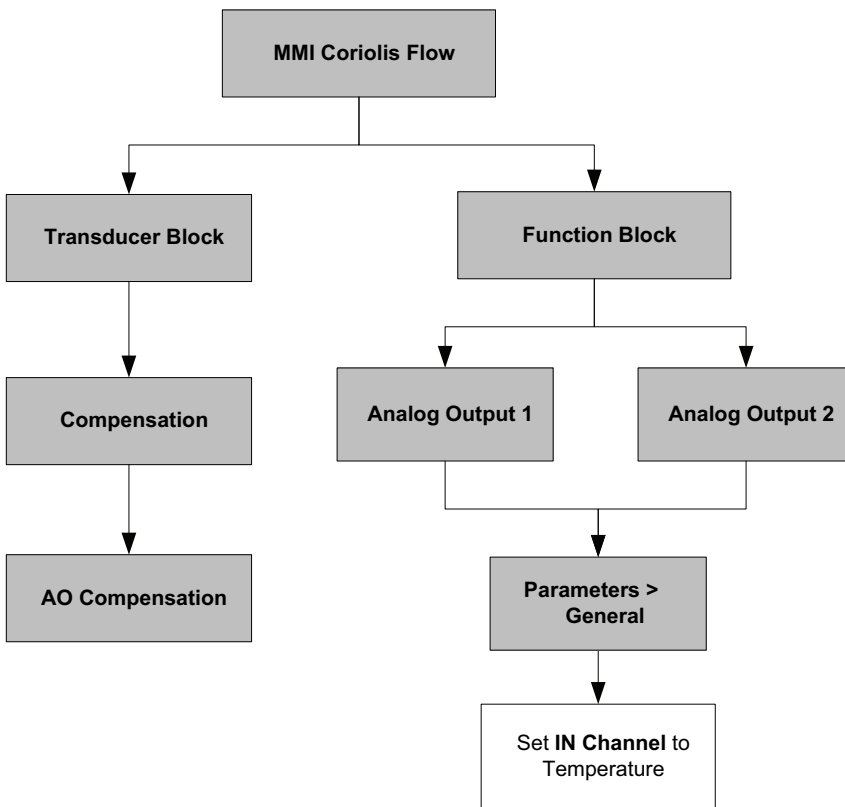 MMI Coriolis Flow
Transducer Block
Function Block
Compensation
Analog Output 1
Analog Output 2
AO Compensation
Parameters >
General
Set IN Channel to
Temperature